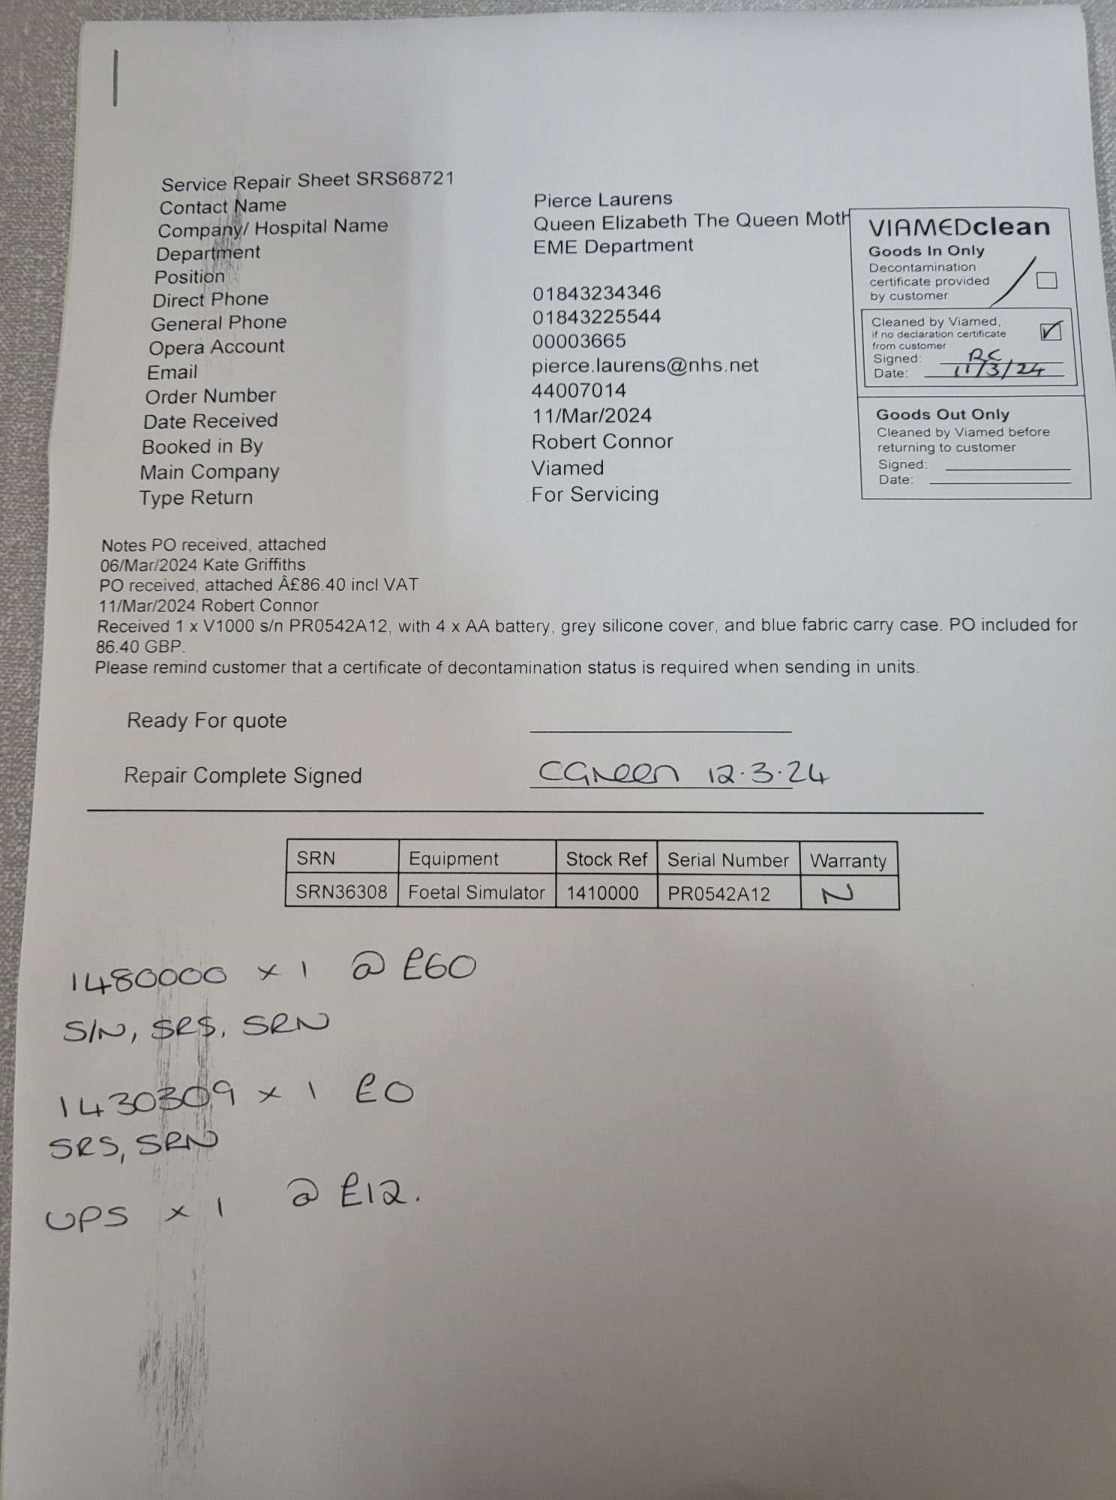 Service Repair Sheet SRS68721
Contact Name Pierce Laurens
Company/ Hospital Name Queen Elizabeth The Queen Moth
Department EME Department
Position
Direct Phone 01843234346
General Phone 01843225544
Opera Account 00003665
Email pierce.laurens@nhs.net
Order Number 44007014
Date Received 11/Mar/2024
Booked in By Robert Connor
Main Company Viamed
Type Return For Servicing
VIAMEDclean
Goods In Only
Decontamination
certificate provided
by customer
Cleaned by Viamed,
if no declaration certificate
from customer
Signed: RC
Date: 11/3/24
Goods Out Only
Cleaned by Viamed before
returning to customer
Signed:
Date:
Notes PO received, attached
06/Mar/2024 Kate Griffiths
PO received, attached Â£86.40 incl VAT
11/Mar/2024 Robert Connor
Received 1 x V1000 s/n PR0542A12, with 4 x AA battery, grey silicone cover, and blue fabric carry case. PO included for
86.40 GBP.
Please remind customer that a certificate of decontamination status is required when sending in units.
Ready For quote
Repair Complete Signed CGreen 12.3.24
SRN Equipment Stock Ref Serial Number Warranty
SRN36308 Foetal Simulator 1410000 PR0542A12 N
1480000 x 1 @ £60
S/N, SRS, SRN
1430309 x 1 £0
SRS, SRN
UPS x 1 @ £12.